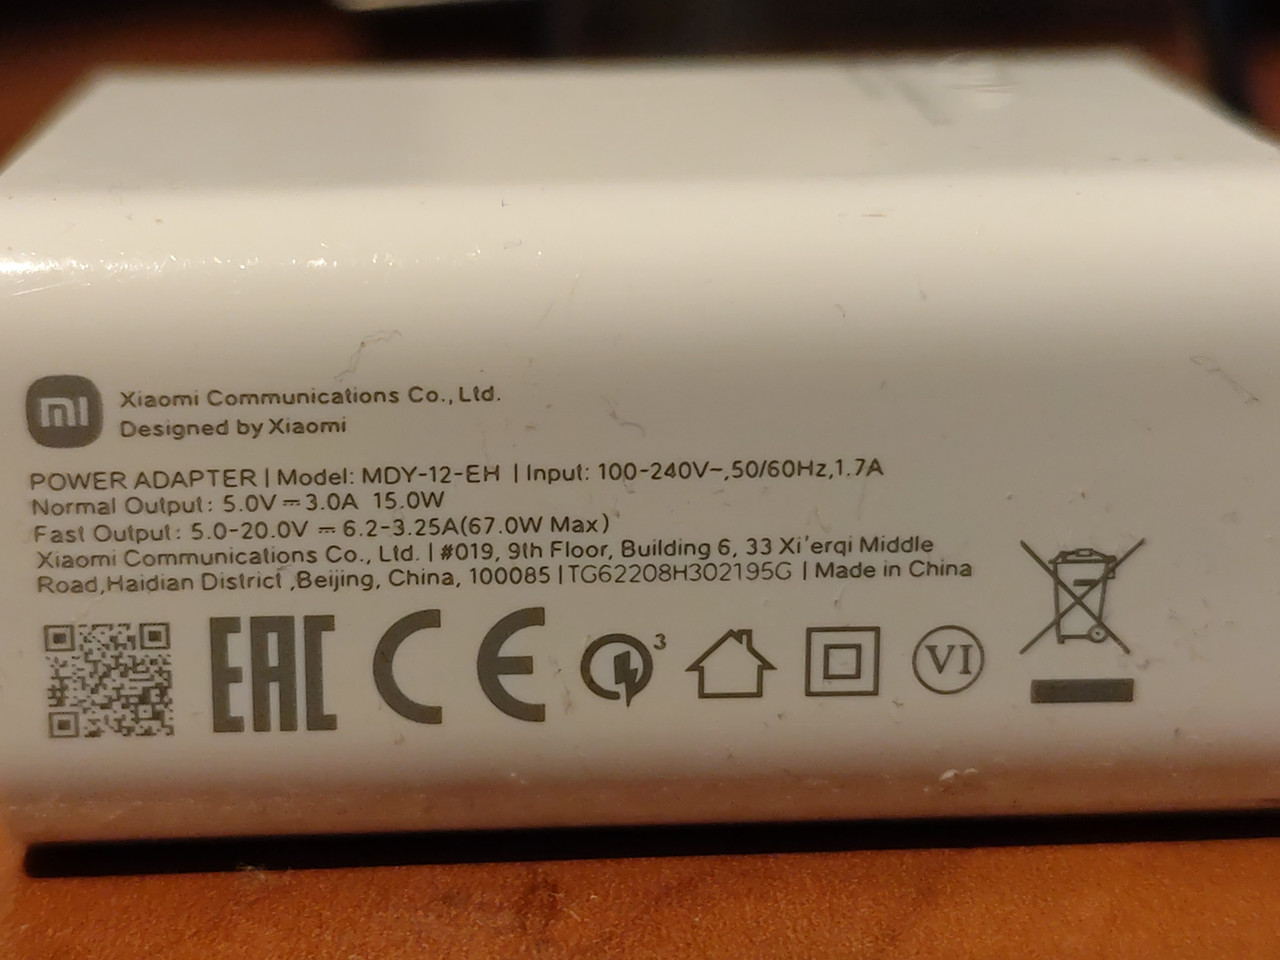 mi
Xiaomi Communications Co., Ltd.
Designed by Xiaomi
POWER ADAPTER | Model: MDY-12-EH | Input: 100-240V~,50/60Hz,1.7A
Normal Output: 5.0V⎓3.0A 15.0W
Fast Output: 5.0-20.0V ⎓ 6.2-3.25A(67.0W Max)
Xiaomi Communications Co., Ltd. | #019, 9th Floor, Building 6, 33 Xi'erqi Middle
Road,Haidian District ,Beijing, China, 100085 | TG62208H302195G | Made in China
EAC CE 3 VI